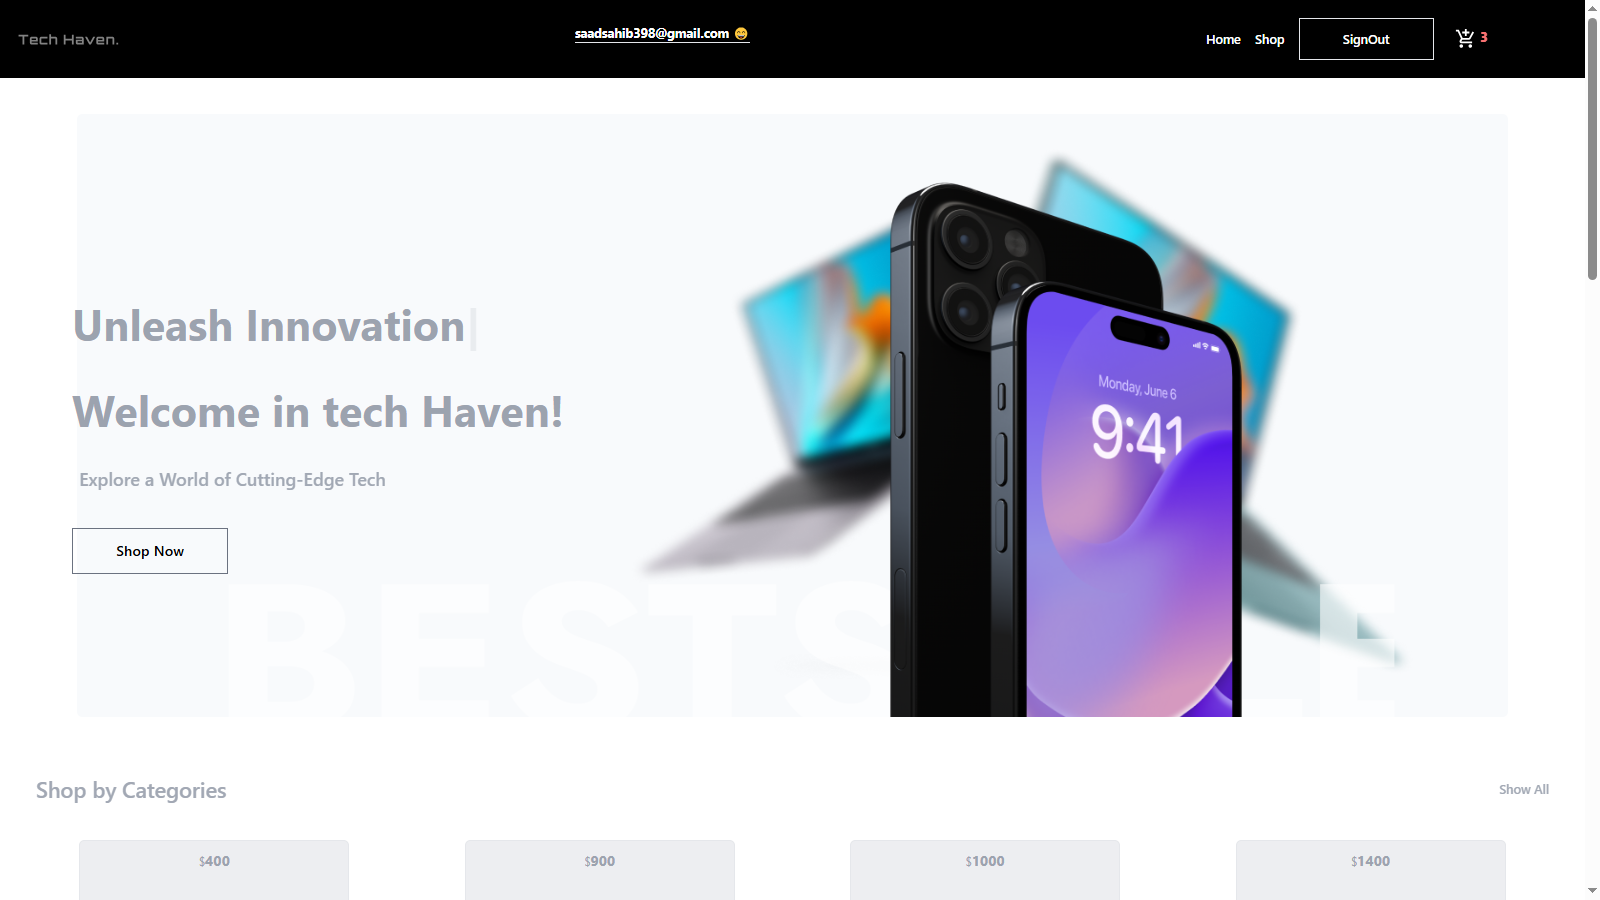 Tech Haven.
saadsahib398@gmail.com 😄
Home
Shop
SignOut
3
Unleash Innovation
Welcome in tech Haven!
Explore a World of Cutting-Edge Tech
Shop Now
Monday, June 6
9:41
Shop by Categories
Show All
$400
$900
$1000
$1400